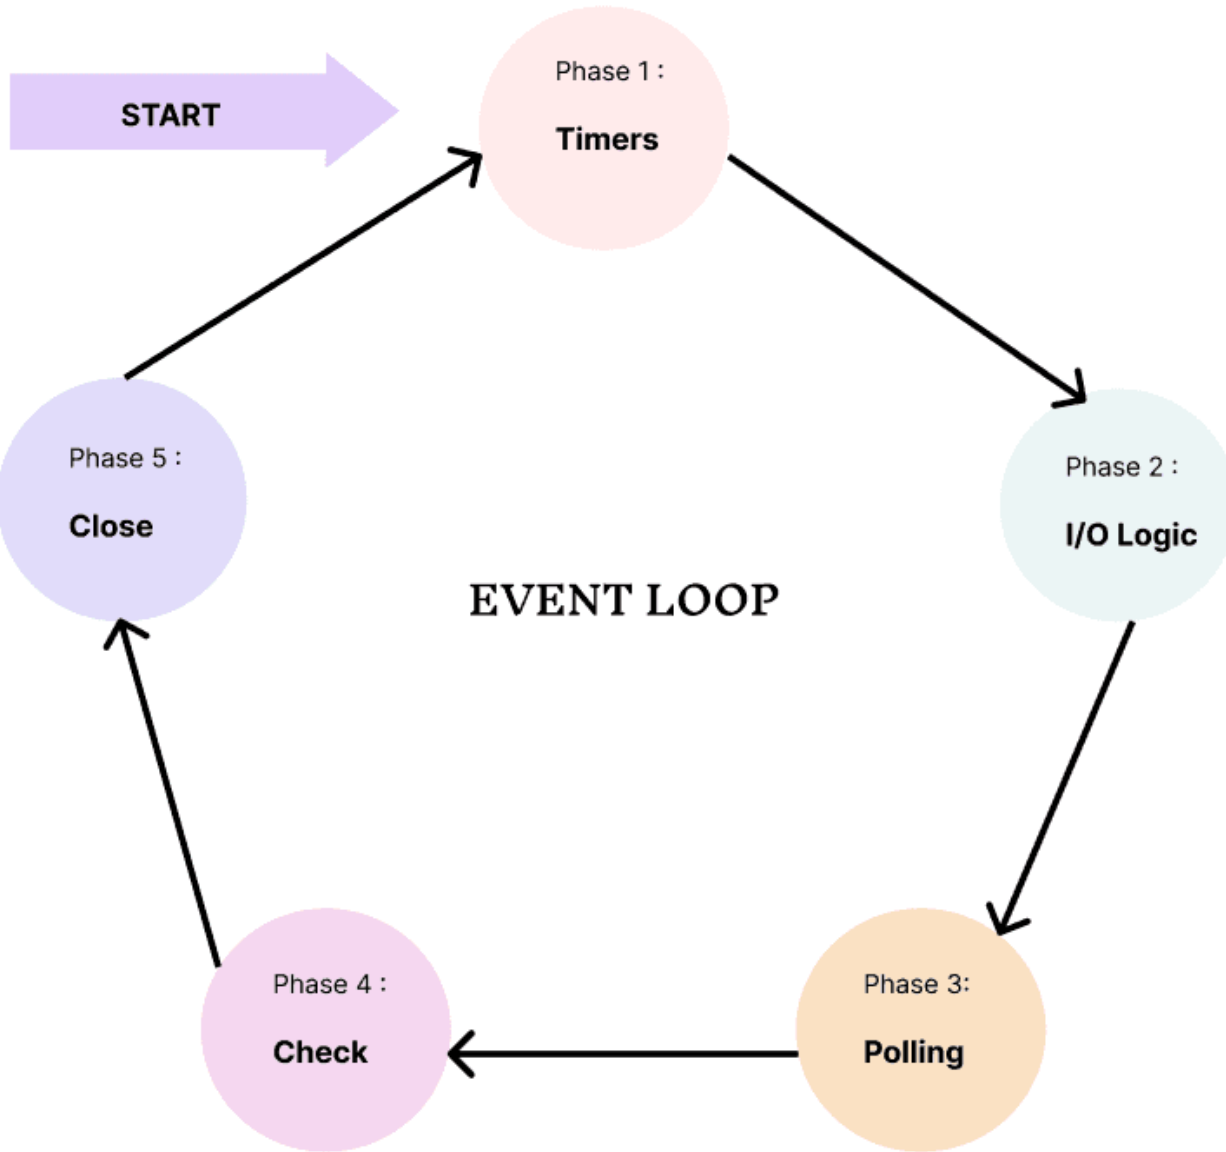 START
Phase 1 :
Timers
Phase 2 :
I/O Logic
Phase 3:
Polling
Phase 4 :
Check
Phase 5 :
Close
EVENT LOOP